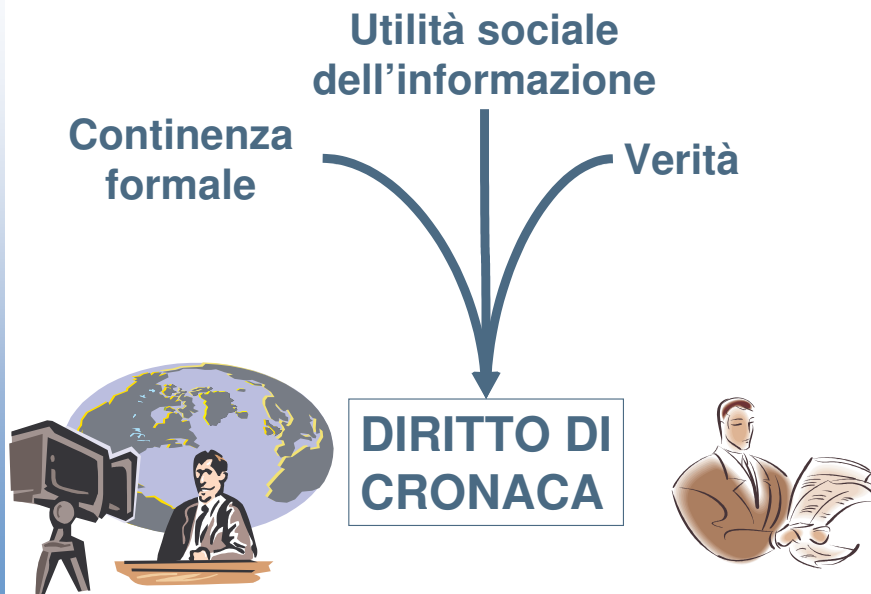 Utilità sociale
dell’informazione
Continenza
formale
Verità
DIRITTO DI
CRONACA